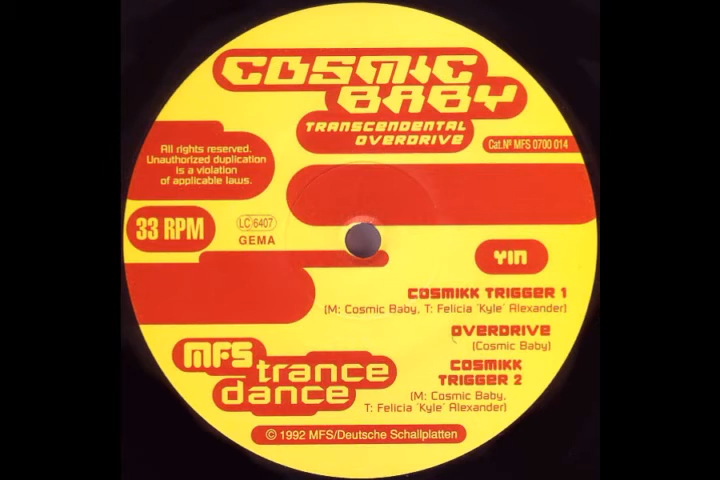 COSMIC
BABY
TRANSCENDENTAL
OVERDRIVE
Cat.Nº MFS 0700 014
All rights reserved.
Unauthorized duplication
is a violation
of applicable laws.
33 RPM
LC 6407
GEMA
YIN
COSMIKK TRIGGER 1
(M: Cosmic Baby, T: Felicia "Kyle" Alexander)
OVERDRIVE
(Cosmic Baby)
COSMIKK
TRIGGER 2
(M: Cosmic Baby,
T: Felicia "Kyle" Alexander)
MFS
trance
dance
© 1992 MFS/Deutsche Schallplatten